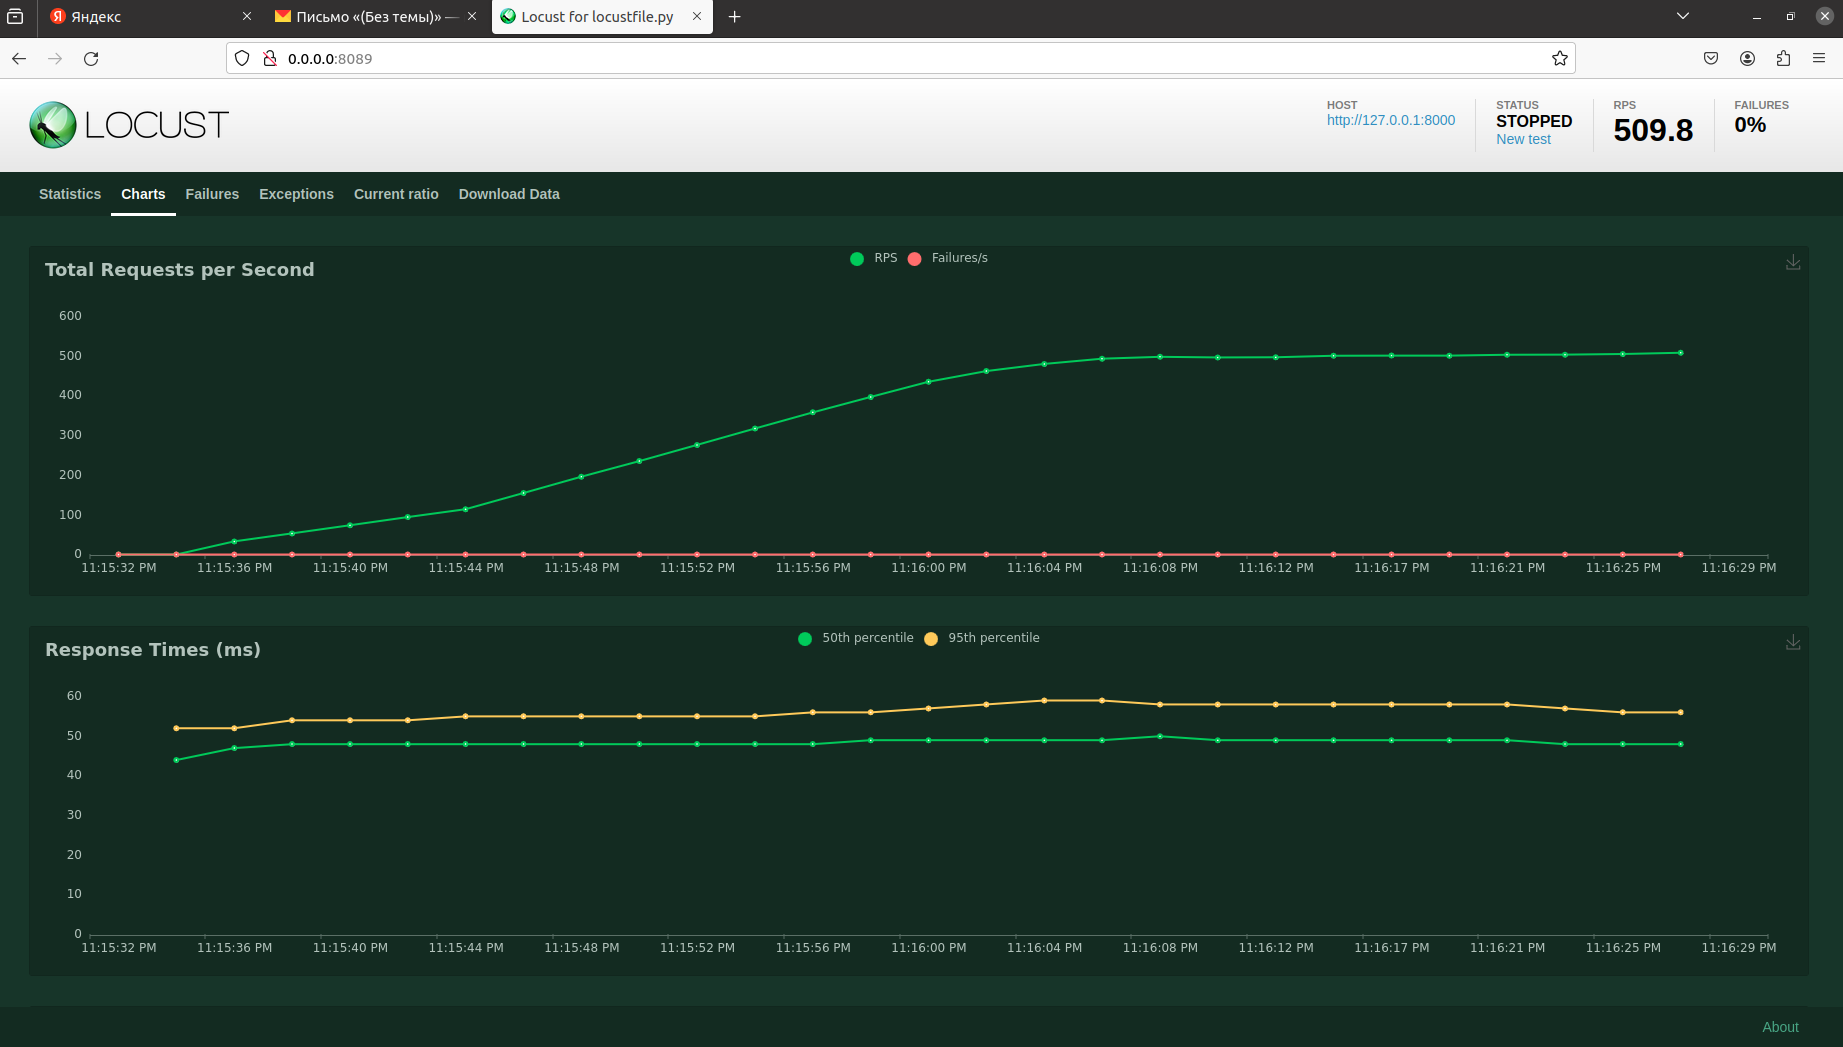 Яндекс
Письмо «(Без темы)» —
Locust for locustfile.py
0.0.0.0:8089
LOCUST
HOST
http://127.0.0.1:8000
STATUS
STOPPED
New test
RPS
509.8
FAILURES
0%
Statistics Charts Failures Exceptions Current ratio Download Data
Total Requests per Second
RPS Failures/s
600
500
400
300
200
100
0
11:15:32 PM 11:15:36 PM 11:15:40 PM 11:15:44 PM 11:15:48 PM 11:15:52 PM 11:15:56 PM 11:16:00 PM 11:16:04 PM 11:16:08 PM 11:16:12 PM 11:16:17 PM 11:16:21 PM 11:16:25 PM 11:16:29 PM
Response Times (ms)
50th percentile 95th percentile
60
50
40
30
20
10
0
11:15:32 PM 11:15:36 PM 11:15:40 PM 11:15:44 PM 11:15:48 PM 11:15:52 PM 11:15:56 PM 11:16:00 PM 11:16:04 PM 11:16:08 PM 11:16:12 PM 11:16:17 PM 11:16:21 PM 11:16:25 PM 11:16:29 PM
About